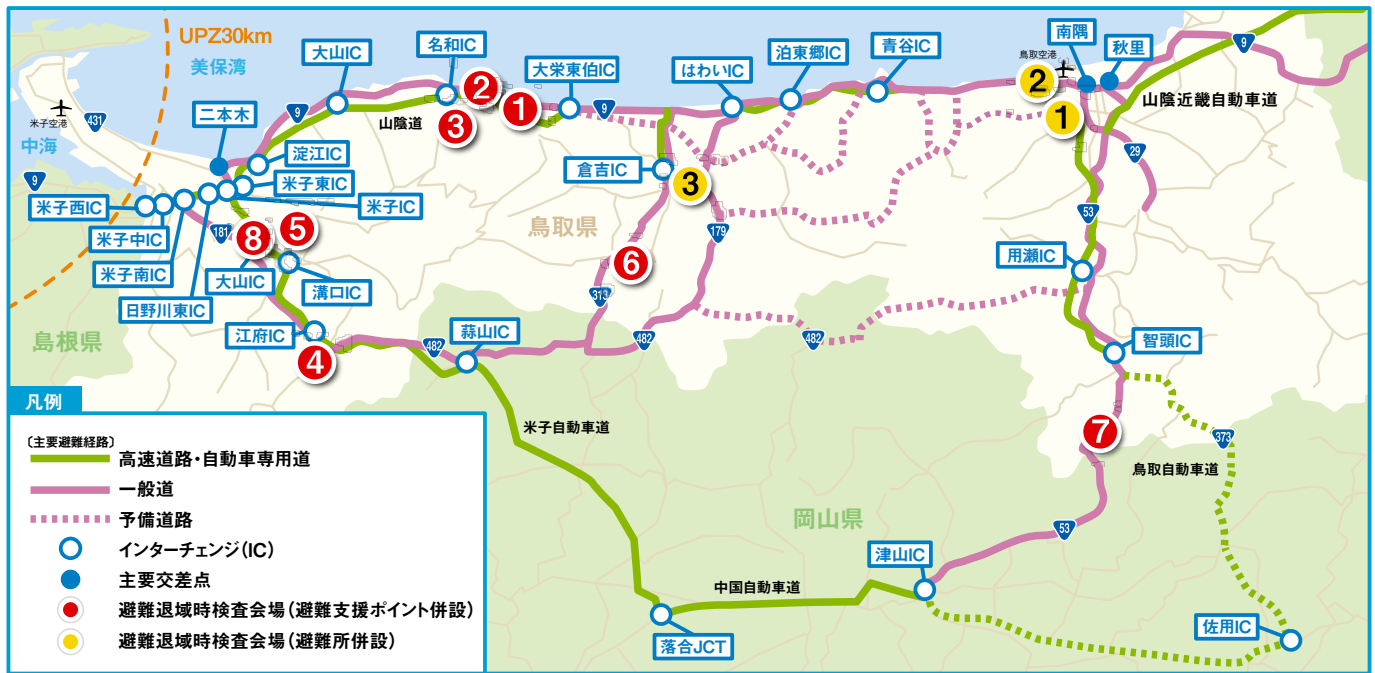 UPZ30km
美保湾
大山IC
名和IC
大栄東伯IC
はわいIC
泊東郷IC
青谷IC
鳥取空港
南隈
秋里
9
山陰近畿自動車道
米子空港
431
中海
9
二本木
9
山陰道
2
3
1
9
2
1
29
淀江IC
米子東IC
米子IC
米子西IC
米子中IC
米子南IC
日野川東IC
181
8
5
大山IC
溝口IC
江府IC
4
倉吉IC
3
鳥取県
179
6
313
53
用瀬IC
智頭IC
島根県
482
蒜山IC
482
482
米子自動車道
7
373
鳥取自動車道
岡山県
53
津山IC
中国自動車道
落合JCT
佐用IC
凡例
〔主要避難経路〕
高速道路・自動車専用道
一般道
予備道路
インターチェンジ(IC)
主要交差点
避難退域時検査会場(避難支援ポイント併設)
避難退域時検査会場(避難所併設)